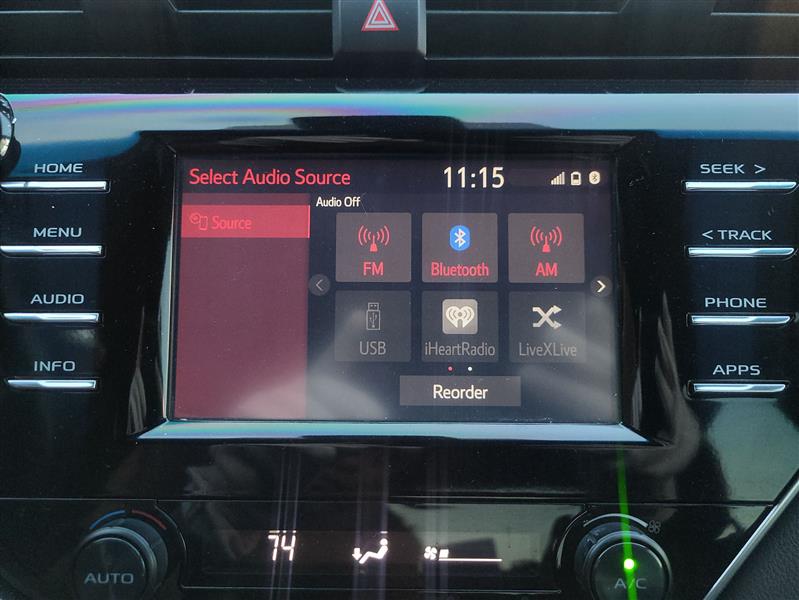 Select Audio Source
11:15
Audio Off
Source
FM
Bluetooth
AM
USB
iHeartRadio
LiveXLive
Reorder
HOME
MENU
AUDIO
INFO
SEEK >
< TRACK
PHONE
APPS
74
AUTO
A/C